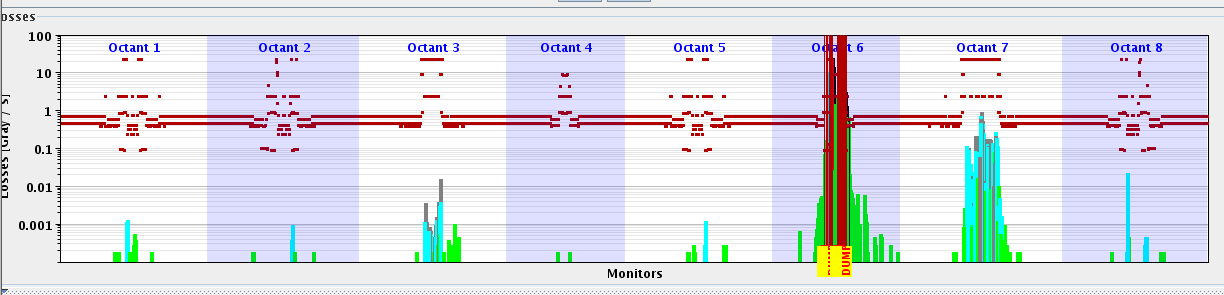 osses
Octant 1 Octant 2 Octant 3 Octant 4 Octant 5 Octant 6 Octant 7 Octant 8
100
10
1
0.1
0.01
0.001
Losses [Gray / s]
DUMP
Monitors